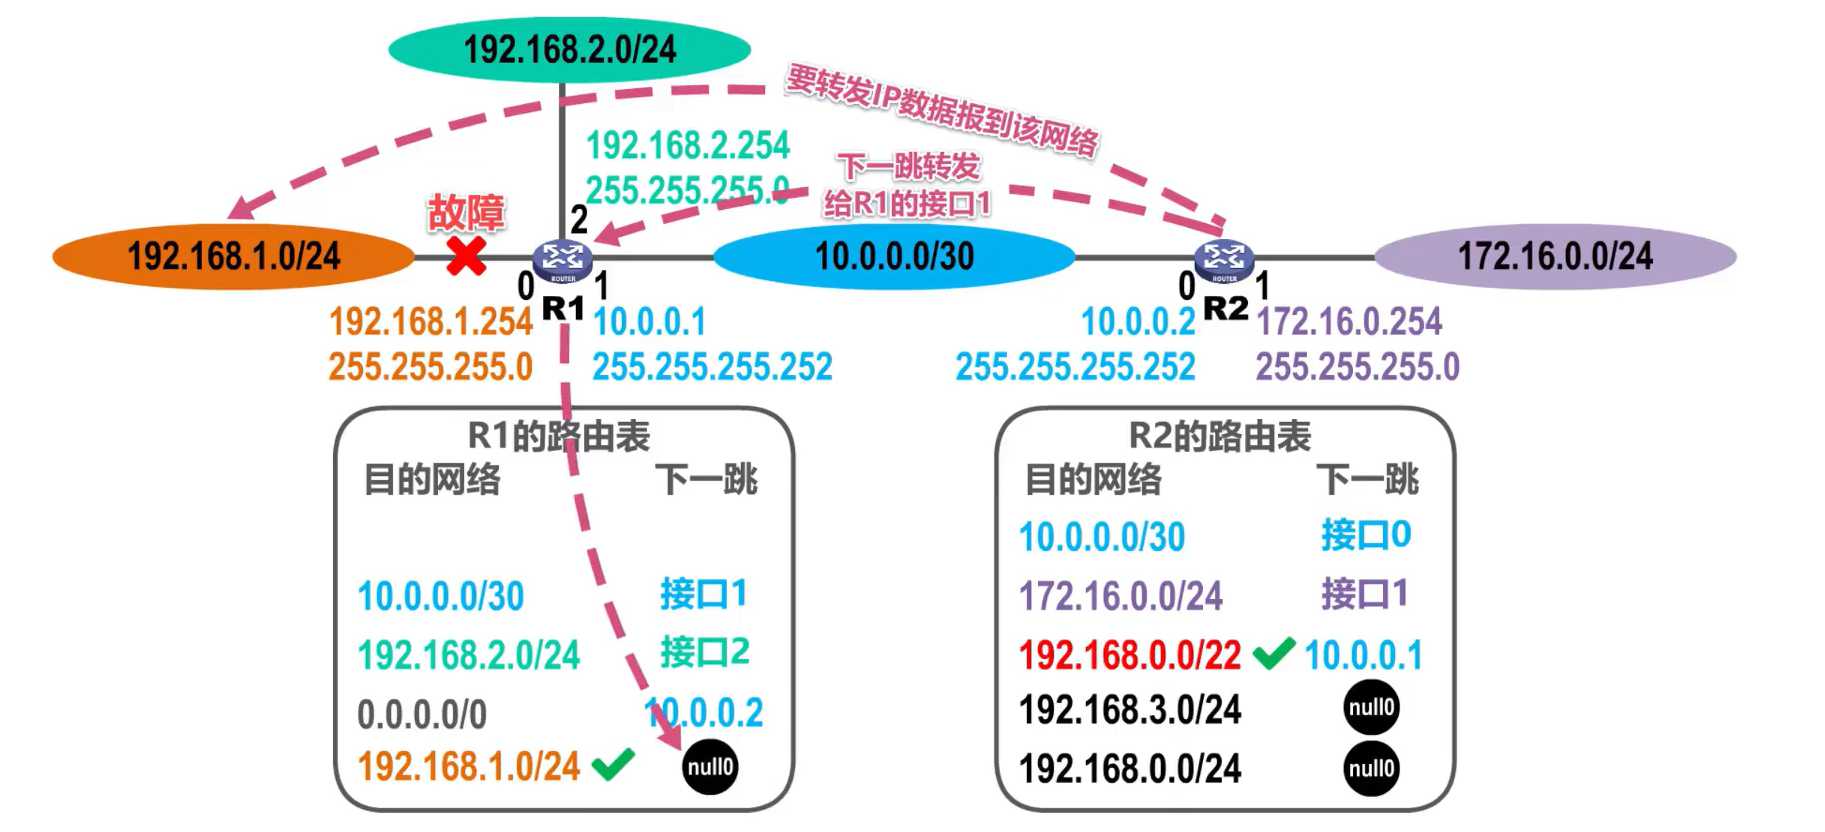 192.168.2.0/24
要转发IP数据报到该网络
192.168.2.254
255.255.255.0
下一跳转发
给R1的接口1
故障
2
192.168.1.0/24
10.0.0.0/30
172.16.0.0/24
ROUTER
ROUTER
0
R1
1
0
R2
1
192.168.1.254
255.255.255.0
10.0.0.1
255.255.255.252
10.0.0.2
255.255.255.252
172.16.0.254
255.255.255.0
R1的路由表
目的网络 下一跳
10.0.0.0/30 接口1
192.168.2.0/24 接口2
0.0.0.0/0 10.0.0.2
192.168.1.0/24 null0
R2的路由表
目的网络 下一跳
10.0.0.0/30 接口0
172.16.0.0/24 接口1
192.168.0.0/22 10.0.0.1
192.168.3.0/24 null0
192.168.0.0/24 null0